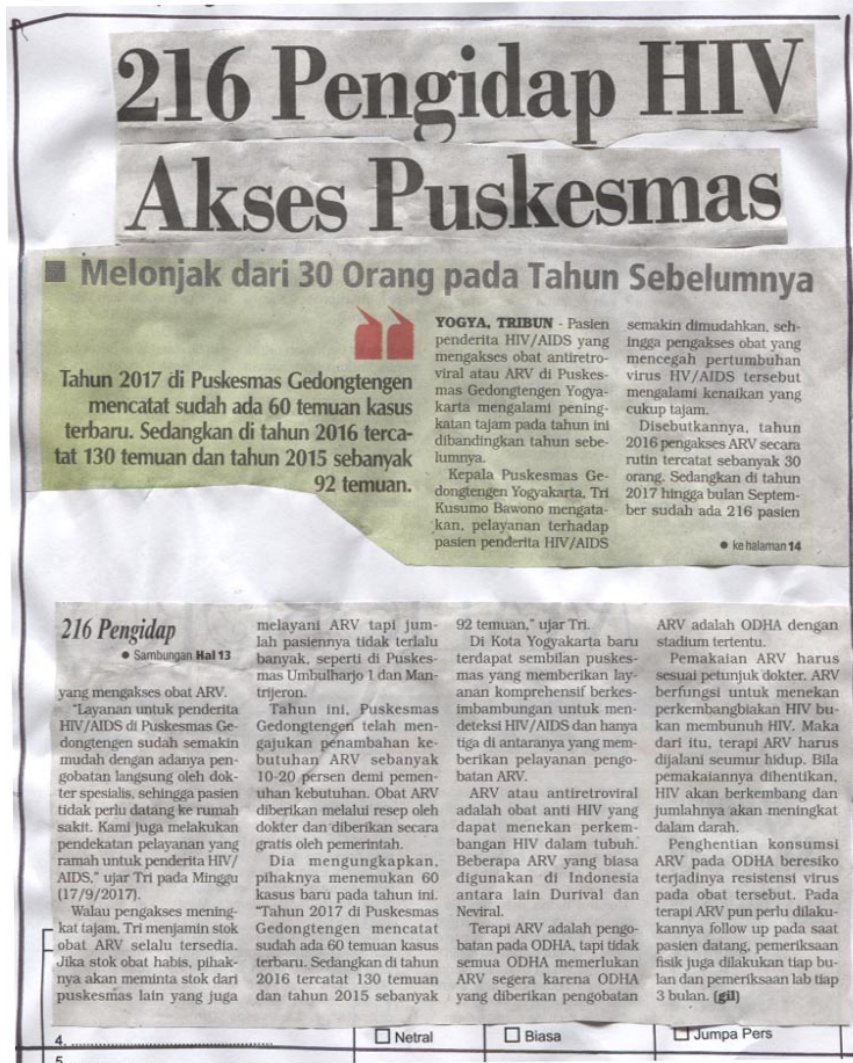 216 Pengidap HIV
Akses Puskesmas
■ Melonjak dari 30 Orang pada Tahun Sebelumnya
Tahun 2017 di Puskesmas Gedongtengen
mencatat sudah ada 60 temuan kasus
terbaru. Sedangkan di tahun 2016 terca-
tat 130 temuan dan tahun 2015 sebanyak
92 temuan.
YOGYA, TRIBUN - Pasien
penderita HIV/AIDS yang
mengakses obat antiretro-
viral atau ARV di Puskes-
mas Gedongtengen Yogya-
karta mengalami pening-
katan tajam pada tahun ini
dibandingkan tahun sebe-
lumnya.
Kepala Puskesmas Ge-
dongtengen Yogyakarta, Tri
Kusumo Bawono mengata-
kan, pelayanan terhadap
pasien penderita HIV/AIDS
semakin dimudahkan, seh-
ingga pengakses obat yang
mencegah pertumbuhan
virus HV/AIDS tersebut
mengalami kenaikan yang
cukup tajam.
Disebutkannya, tahun
2016 pengakses ARV secara
rutin tercatat sebanyak 30
orang. Sedangkan di tahun
2017 hingga bulan Septem-
ber sudah ada 216 pasien
● ke halaman 14
216 Pengidap
● Sambungan Hal 13
yang mengakses obat ARV.
"Layanan untuk penderita
HIV/AIDS di Puskesmas Ge-
dongtengen sudah semakin
mudah dengan adanya pen-
gobatan langsung oleh dok-
ter spesialis, sehingga pasien
tidak perlu datang ke rumah
sakit. Kami juga melakukan
pendekatan pelayanan yang
ramah untuk penderita HIV/
AIDS," ujar Tri pada Minggu
(17/9/2017).
Walau pengakses mening-
kat tajam, Tri menjamin stok
obat ARV selalu tersedia.
Jika stok obat habis, pihak-
nya akan meminta stok dari
puskesmas lain yang juga
melayani ARV tapi jum-
lah pasiennya tidak terlalu
banyak, seperti di Puskes-
mas Umbulharjo 1 dan Man-
trijeron.
Tahun ini, Puskesmas
Gedongtengen telah men-
gajukan penambahan ke-
butuhan ARV sebanyak
10-20 persen demi pemen-
uhan kebutuhan. Obat ARV
diberikan melalui resep oleh
dokter dan diberikan secara
gratis oleh pemerintah.
Dia mengungkapkan,
pihaknya menemukan 60
kasus baru pada tahun ini.
"Tahun 2017 di Puskesmas
Gedongtengen mencatat
sudah ada 60 temuan kasus
terbaru. Sedangkan di tahun
2016 tercatat 130 temuan
dan tahun 2015 sebanyak
92 temuan," ujar Tri.
Di Kota Yogyakarta baru
terdapat sembilan puskes-
mas yang memberikan lay-
anan komprehensif berkes-
imbambungan untuk men-
deteksi HIV/AIDS dan hanya
tiga di antaranya yang mem-
berikan pelayanan pengo-
batan ARV.
ARV atau antiretroviral
adalah obat anti HIV yang
dapat menekan perkem-
bangan HIV dalam tubuh.
Beberapa ARV yang biasa
digunakan di Indonesia
antara lain Durival dan
Neviral.
Terapi ARV adalah pengo-
batan pada ODHA, tapi tidak
semua ODHA memerlukan
ARV segera karena ODHA
yang diberikan pengobatan
ARV adalah ODHA dengan
stadium tertentu.
Pemakaian ARV harus
sesuai petunjuk dokter. ARV
berfungsi untuk menekan
perkembangbiakan HIV bu-
kan membunuh HIV. Maka
dari itu, terapi ARV harus
dijalani seumur hidup. Bila
pemakaiannya dihentikan,
HIV akan berkembang dan
jumlahnya akan meningkat
dalam darah.
Penghentian konsumsi
ARV pada ODHA beresiko
terjadinya resistensi virus
pada obat tersebut. Pada
terapi ARV pun perlu dilaku-
kannya follow up pada saat
pasien datang, pemeriksaan
fisik juga dilakukan tiap bu-
lan dan pemeriksaan lab tiap
3 bulan. (gil)
4. ........................................ ☐ Netral ☐ Biasa ☐ Jumpa Pers
5